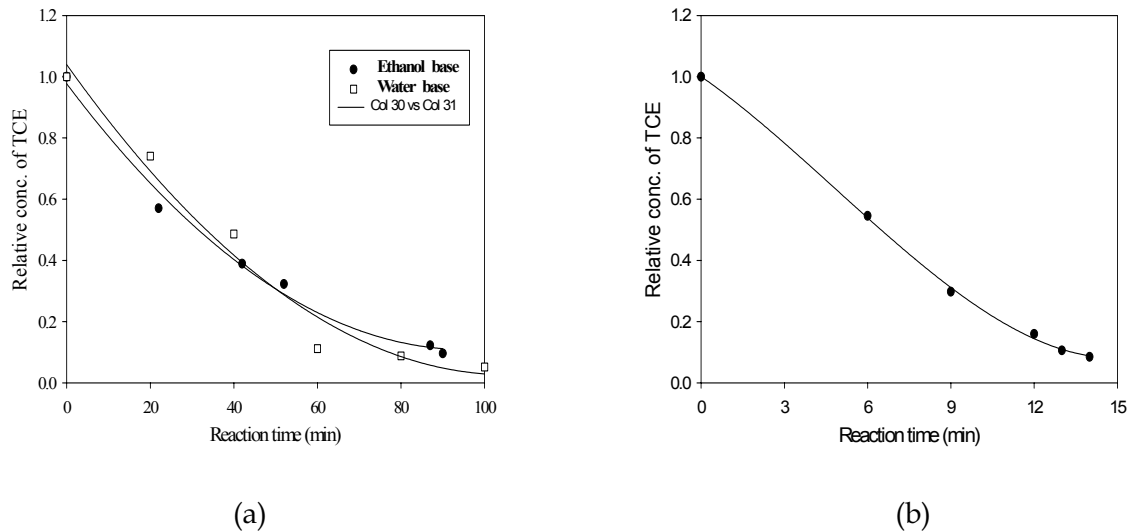 1.2
1.0
0.8
0.6
0.4
0.2
0.0
Relative conc. of TCE
Ethanol base
Water base
Col 30 vs Col 31
0 20 40 60 80 100
Reaction time (min)
(a)
1.2
1.0
0.8
0.6
0.4
0.2
0.0
Relative conc. of TCE
0 3 6 9 12 15
Reaction time (min)
(b)